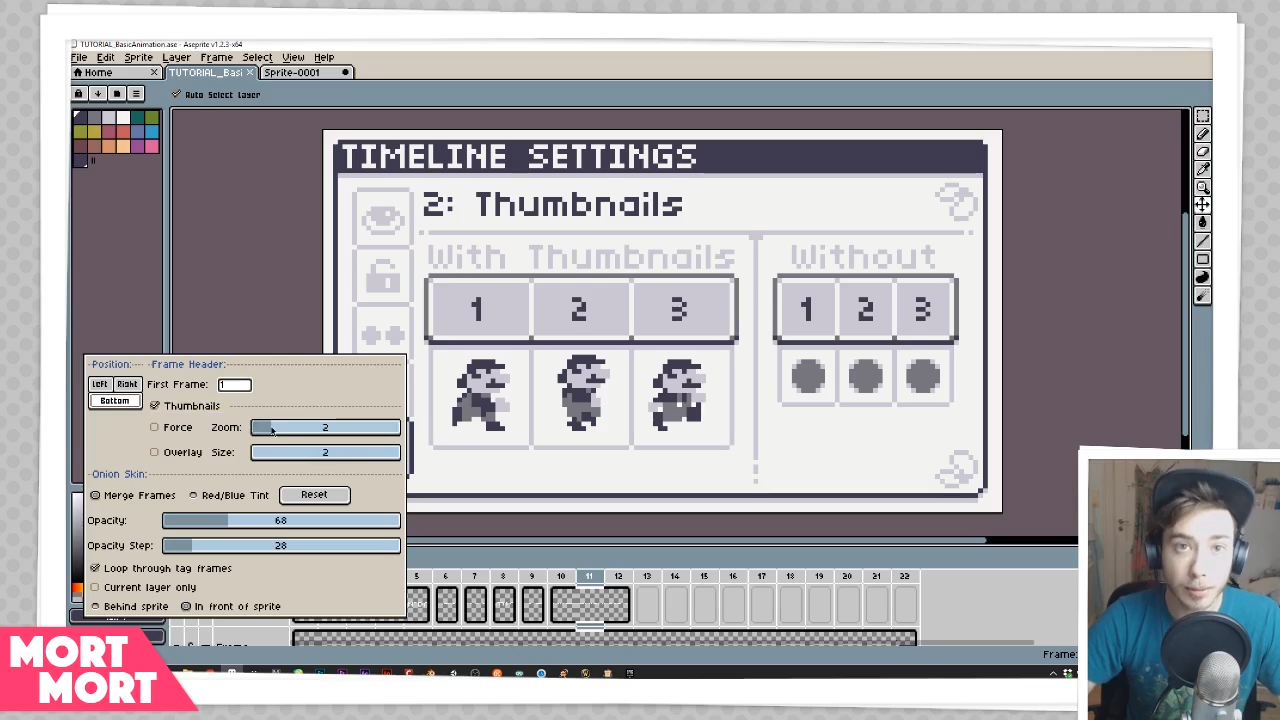 TUTORIAL_BasicAnimation.ase - Aseprite v1.2.3-x64
File Edit Sprite Layer Frame Select View Help
Home TUTORIAL_Basi Sprite-0001
Auto Select Layer
TIMELINE SETTINGS
2: Thumbnails
With Thumbnails Without
1 2 3 1 2 3
Position: Frame Header:
Left Right First Frame: 1
Bottom Thumbnails
Force Zoom: 2
Overlay Size: 2
Onion Skin:
Merge Frames Red/Blue Tint Reset
Opacity: 68
Opacity Step: 28
Loop through tag frames
Current layer only
Behind sprite In front of sprite
5 6 7 8 9 10 11 12 13 14 15 16 17 18 19 20 21 22
Frame:
MORT
MORT